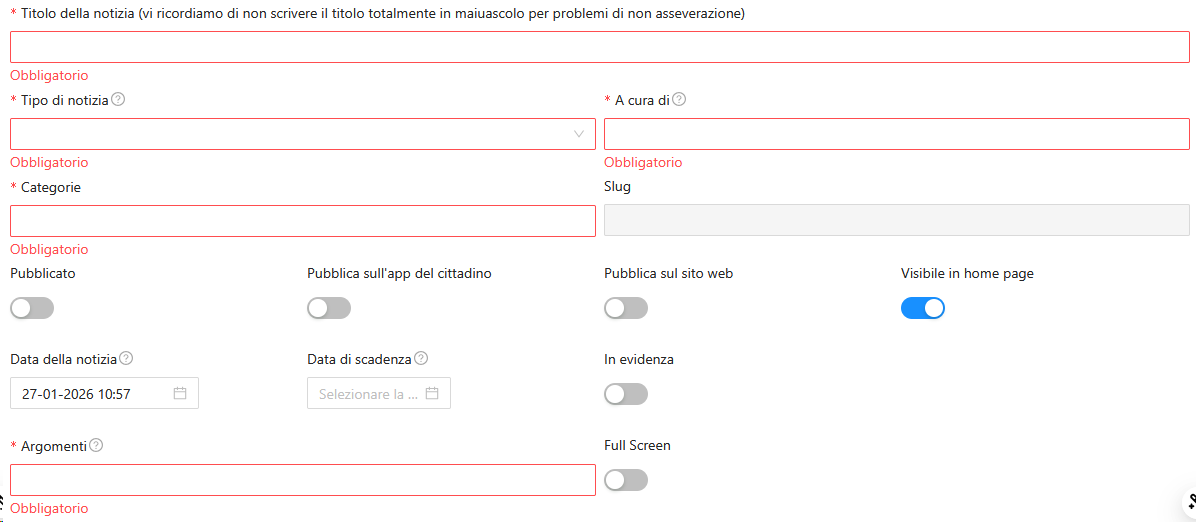 * Titolo della notizia (vi ricordiamo di non scrivere il titolo totalmente in maiuascolo per problemi di non asseverazione)
Obbligatorio
* Tipo di notizia
* A cura di
Obbligatorio
Obbligatorio
* Categorie
Slug
Obbligatorio
Pubblicato
Pubblica sull'app del cittadino
Pubblica sul sito web
Visibile in home page
Data della notizia
Data di scadenza
In evidenza
27-01-2026 10:57
Selezionare la ...
* Argomenti
Full Screen
Obbligatorio